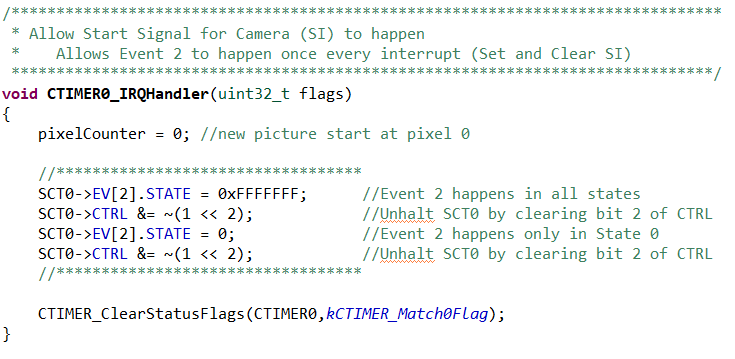 /*******************************************************************************
 * Allow Start Signal for Camera (SI) to happen
 *    Allows Event 2 to happen once every interrupt (Set and Clear SI)
 ******************************************************************************/
void CTIMER0_IRQHandler(uint32_t flags)
{
    pixelCounter = 0; //new picture start at pixel 0

    //**********************************
    SCT0->EV[2].STATE = 0xFFFFFFF;      //Event 2 happens in all states
    SCT0->CTRL &= ~(1 << 2);            //Unhalt SCT0 by clearing bit 2 of CTRL
    SCT0->EV[2].STATE = 0;              //Event 2 happens only in State 0
    SCT0->CTRL &= ~(1 << 2);            //Unhalt SCT0 by clearing bit 2 of CTRL
    //**********************************

    CTIMER_ClearStatusFlags(CTIMER0,kCTIMER_Match0Flag);
}